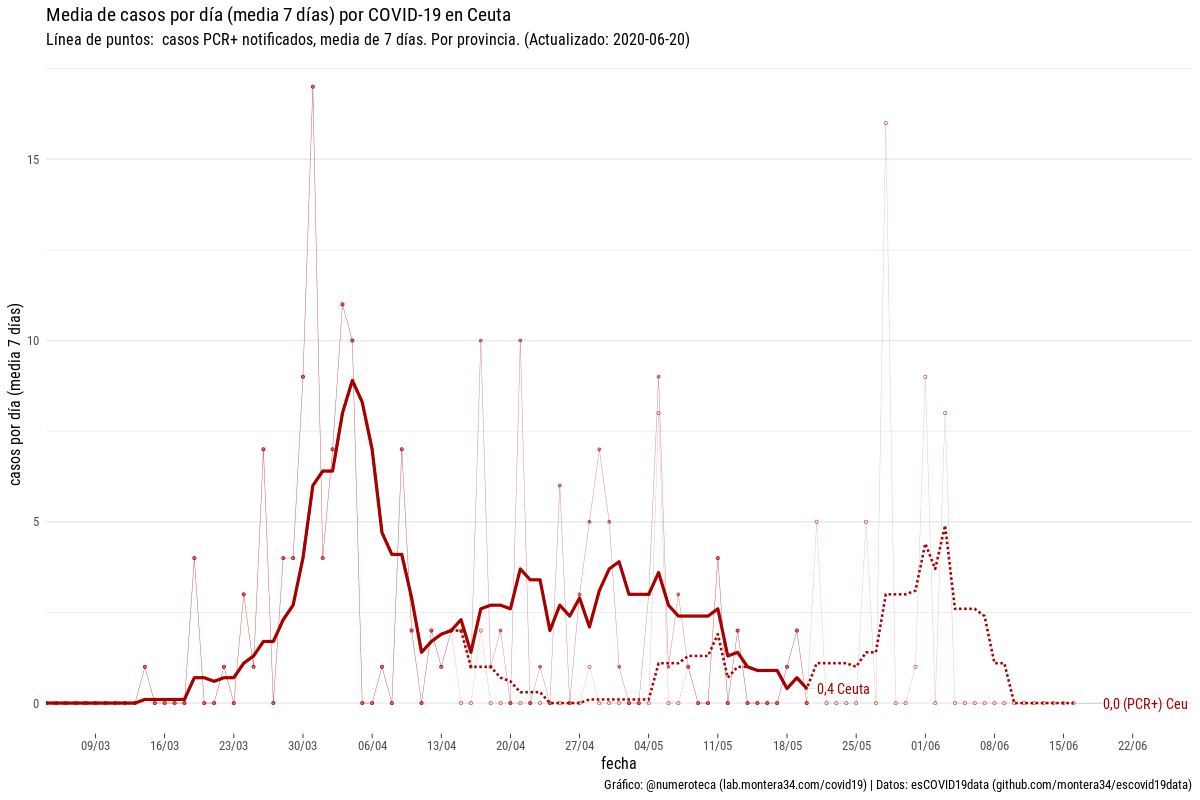 Media de casos por día (media 7 días) por COVID-19 en Ceuta
Línea de puntos:  casos PCR+ notificados, media de 7 días. Por provincia. (Actualizado: 2020-06-20)
casos por día (media 7 días)
15
10
5
0
0,4 Ceuta
0,0 (PCR+) Ceu
09/03 16/03 23/03 30/03 06/04 13/04 20/04 27/04 04/05 11/05 18/05 25/05 01/06 08/06 15/06 22/06
fecha
Gráfico: @numeroteca (lab.montera34.com/covid19) | Datos: esCOVID19data (github.com/montera34/escovid19data)